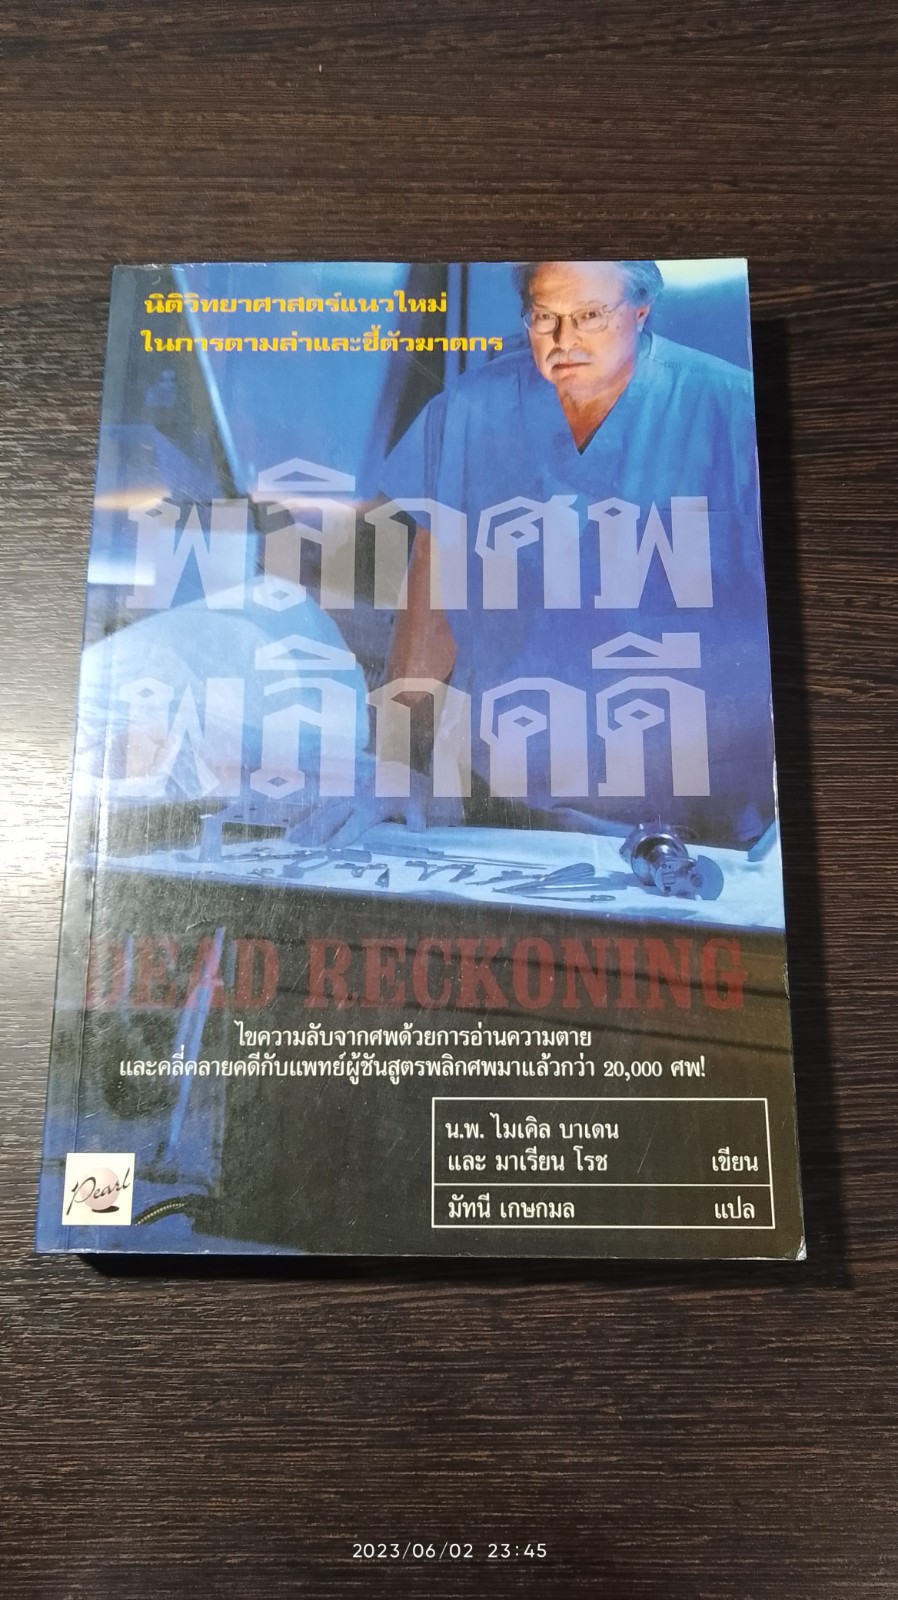 นิติวิทยาศาสตร์แนวใหม่
ในการตามล่าและชี้ตัวฆาตกร
พลิกศพ
พลิกคดี
DEAD RECKONING
ไขความลับจากศพด้วยการอ่านความตาย
และคลี่คลายคดีกับแพทย์ผู้ชันสูตรพลิกศพมาแล้วกว่า 20,000 ศพ!
น.พ. ไมเคิล บาเดน
และ มาเรียน โรช เขียน
มัทนี เกษกมล แปล
Pearl
2023/06/02 23:45